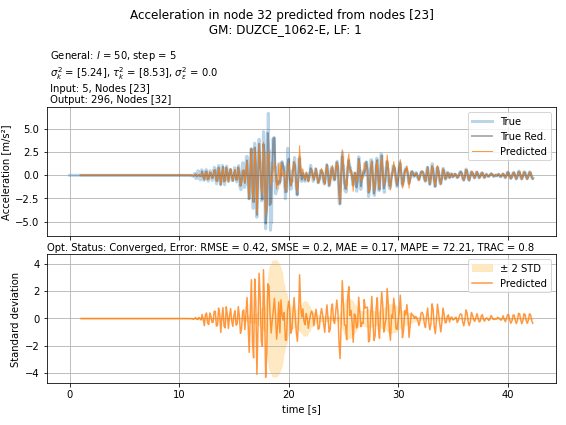 Acceleration in node 32 predicted from nodes [23]
GM: DUZCE_1062-E, LF: 1
General: l = 50, step = 5
σ²ₖ = [5.24], τ²ₖ = [8.53], σ²ε = 0.0
Input: 5, Nodes [23]
Output: 296, Nodes [32]
Acceleration [m/s²]
5.0
2.5
0.0
−2.5
−5.0
True
True Red.
Predicted
Opt. Status: Converged, Error: RMSE = 0.42, SMSE = 0.2, MAE = 0.17, MAPE = 72.21, TRAC = 0.8
Standard deviation
4
2
0
−2
−4
± 2 STD
Predicted
0 10 20 30 40
time [s]